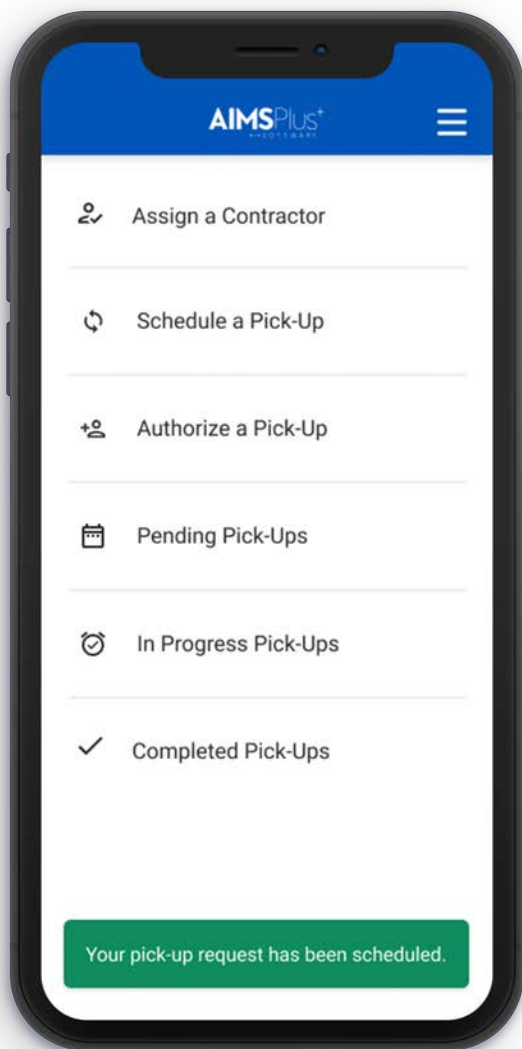 AIMSPlus+
SOFTWARE
Assign a Contractor
Schedule a Pick-Up
Authorize a Pick-Up
Pending Pick-Ups
In Progress Pick-Ups
Completed Pick-Ups
Your pick-up request has been scheduled.